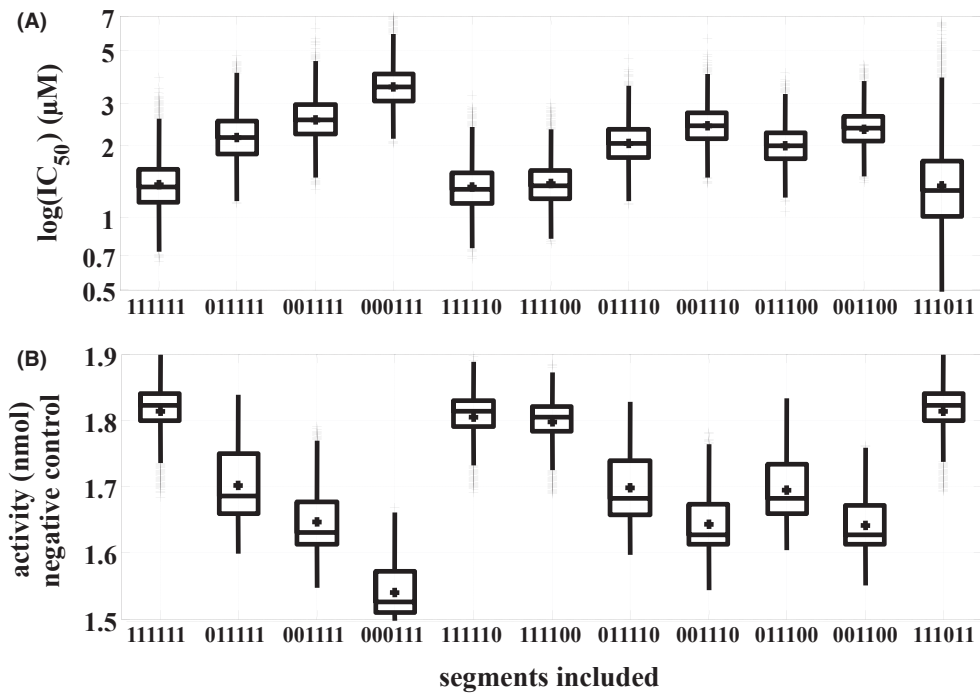 (A)
log(IC50) (μM)
7
5
3
2
1
0.7
0.5
111111 011111 001111 000111 111110 111100 011110 001110 011100 001100 111011
(B)
activity (nmol)
negative control
1.9
1.8
1.7
1.6
1.5
111111 011111 001111 000111 111110 111100 011110 001110 011100 001100 111011
segments included